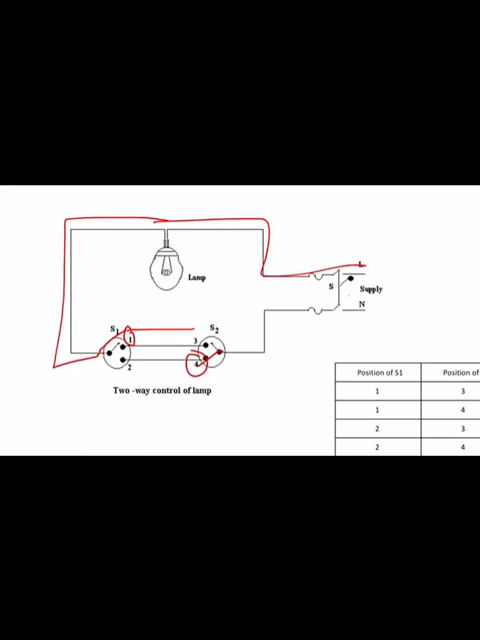 L
Lamp
S
Supply
N
S1
S2
1
3
2
4
Two -way control of lamp
Position of S1 Position of
1 3
1 4
2 3
2 4